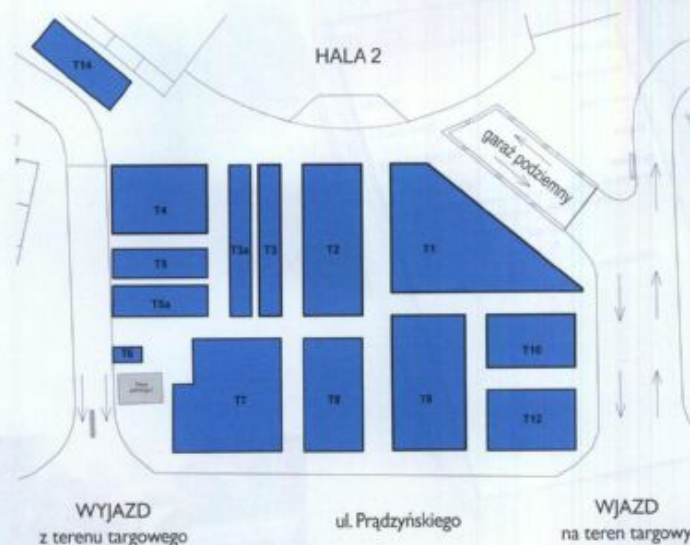 T14
HALA 2
garaż podziemny
T4
T3a
T3
T2
T1
T5
T5a
T6
T7
T8
T9
T10
T12
WYJAZD
z terenu targowego
ul. Prądzyńskiego
WJAZD
na teren targowy